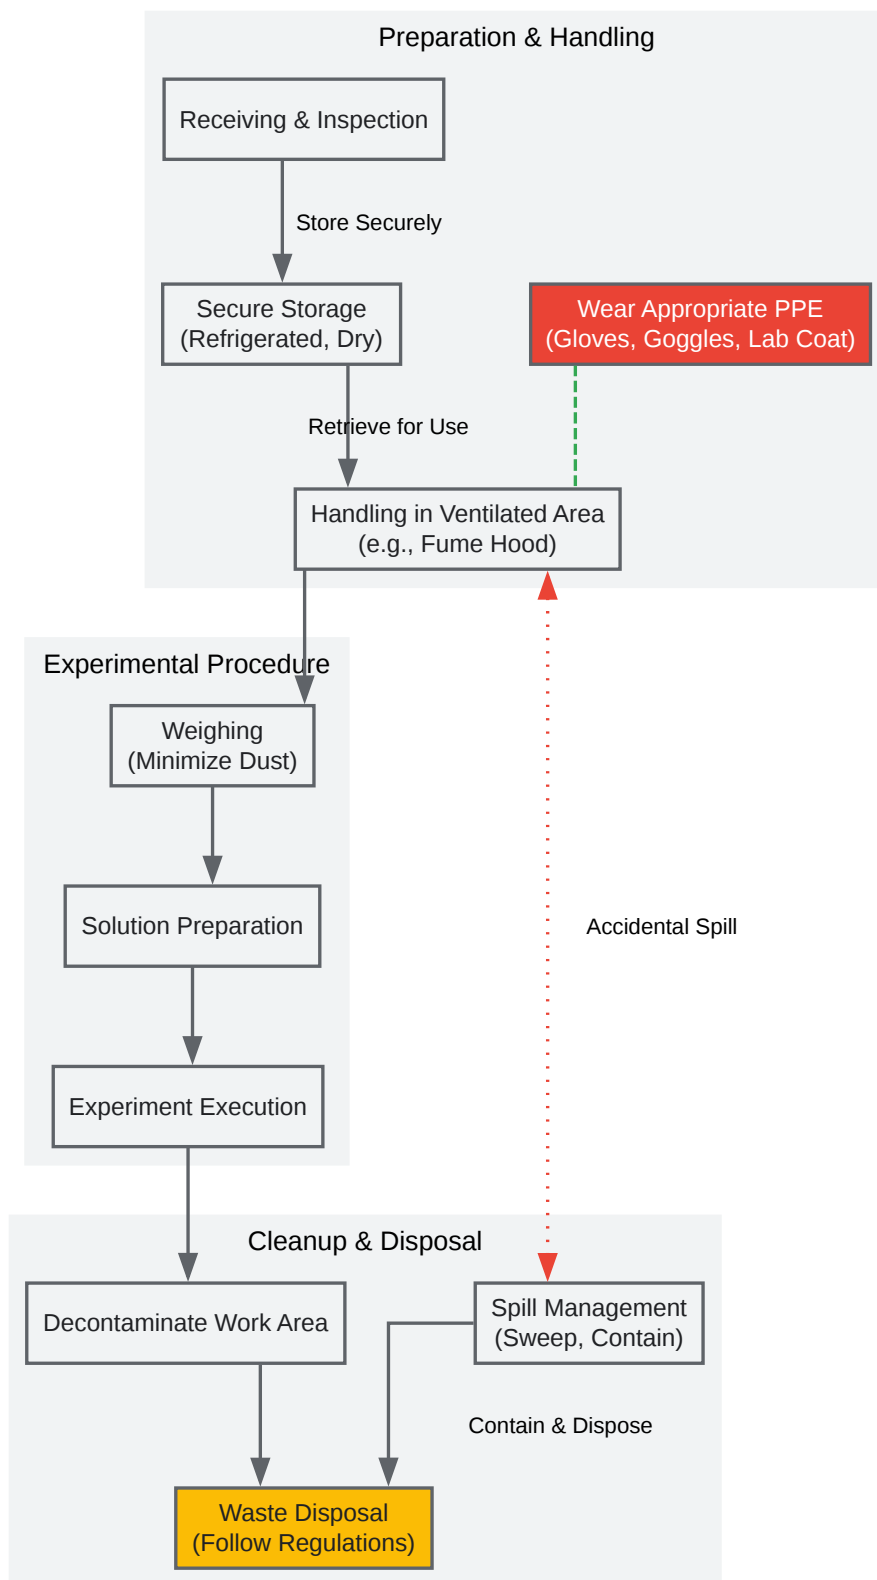 Preparation & Handling
Receiving & Inspection
Store Securely
Secure Storage
(Refrigerated, Dry)
Wear Appropriate PPE
(Gloves, Goggles, Lab Coat)
Retrieve for Use
Handling in Ventilated Area
(e.g., Fume Hood)
Experimental Procedure
Weighing
(Minimize Dust)
Solution Preparation
Accidental Spill
Experiment Execution
Cleanup & Disposal
Decontaminate Work Area
Spill Management
(Sweep, Contain)
Contain & Dispose
Waste Disposal
(Follow Regulations)